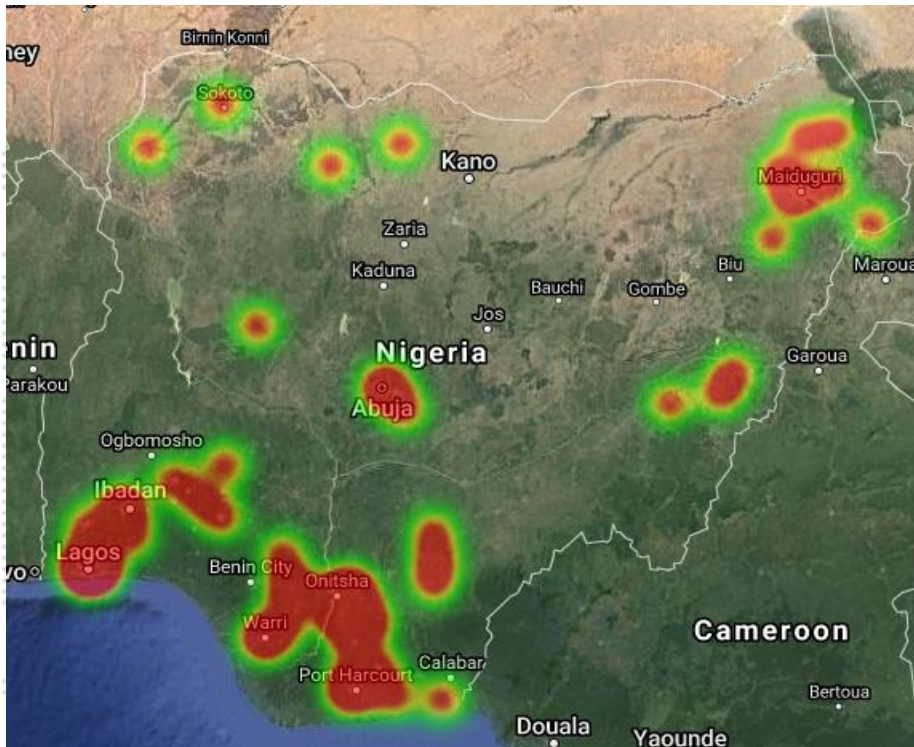 Birnin Konni
ney
Sokoto
Kano
Maiduguri
Zaria
Kaduna
Biu
Maroua
Bauchi
Gombe
Jos
Nigeria
enin
Garoua
Parakou
Abuja
Ogbomosho
Ibadan
Lagos
vo
Benin City
Onitsha
Warri
Cameroon
Calabar
Port Harcourt
Bertoua
Douala
Yaounde